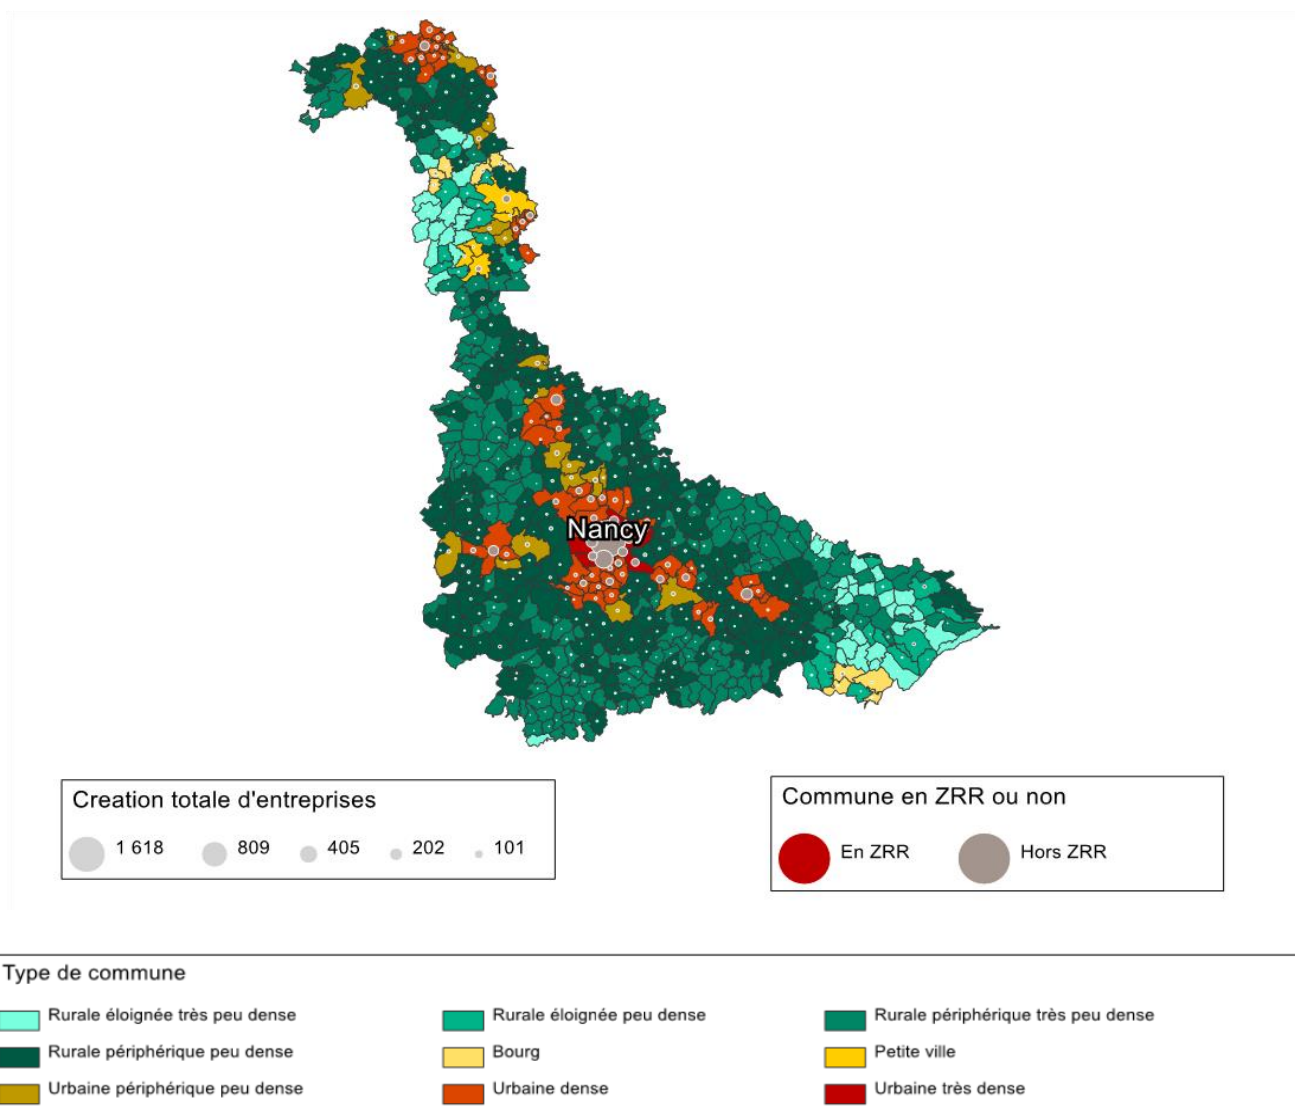 Nancy
Creation totale d'entreprises
1 618 809 405 202 101
Commune en ZRR ou non
En ZRR Hors ZRR
Type de commune
Rurale éloignée très peu dense Rurale éloignée peu dense Rurale périphérique très peu dense
Rurale périphérique peu dense Bourg Petite ville
Urbaine périphérique peu dense Urbaine dense Urbaine très dense